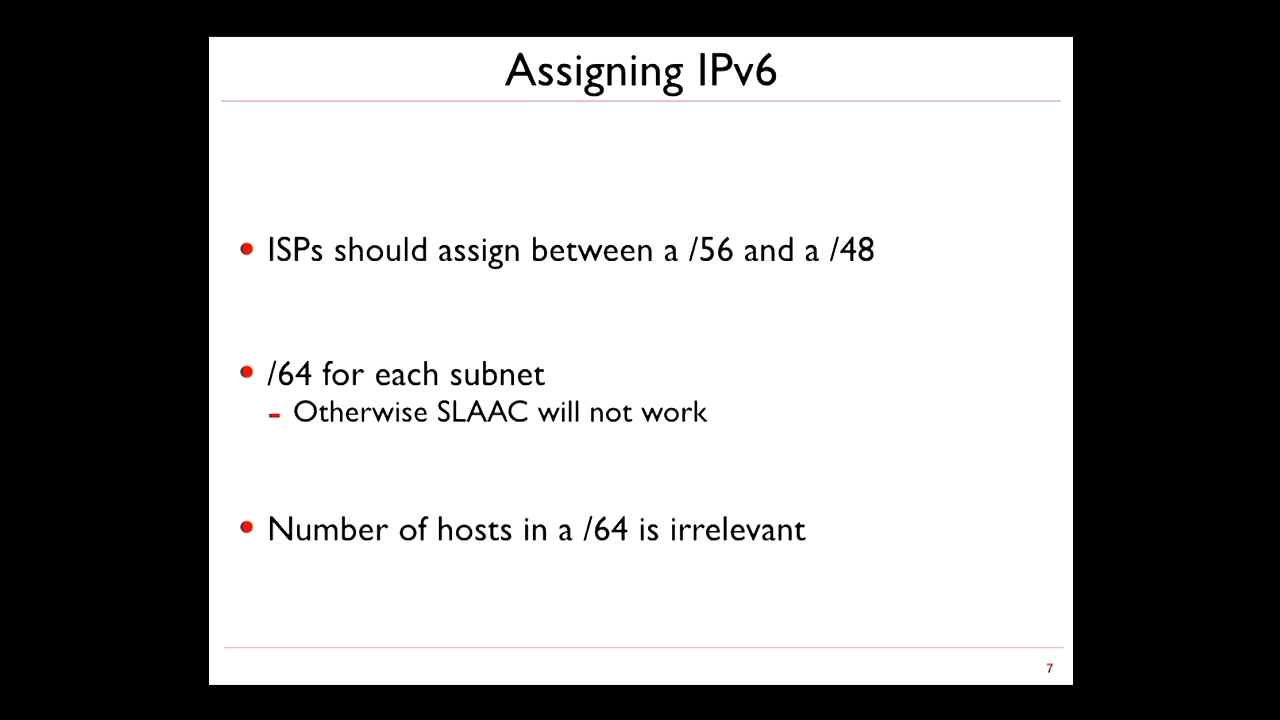 Assigning IPv6
• ISPs should assign between a /56 and a /48
• /64 for each subnet
– Otherwise SLAAC will not work
• Number of hosts in a /64 is irrelevant
7